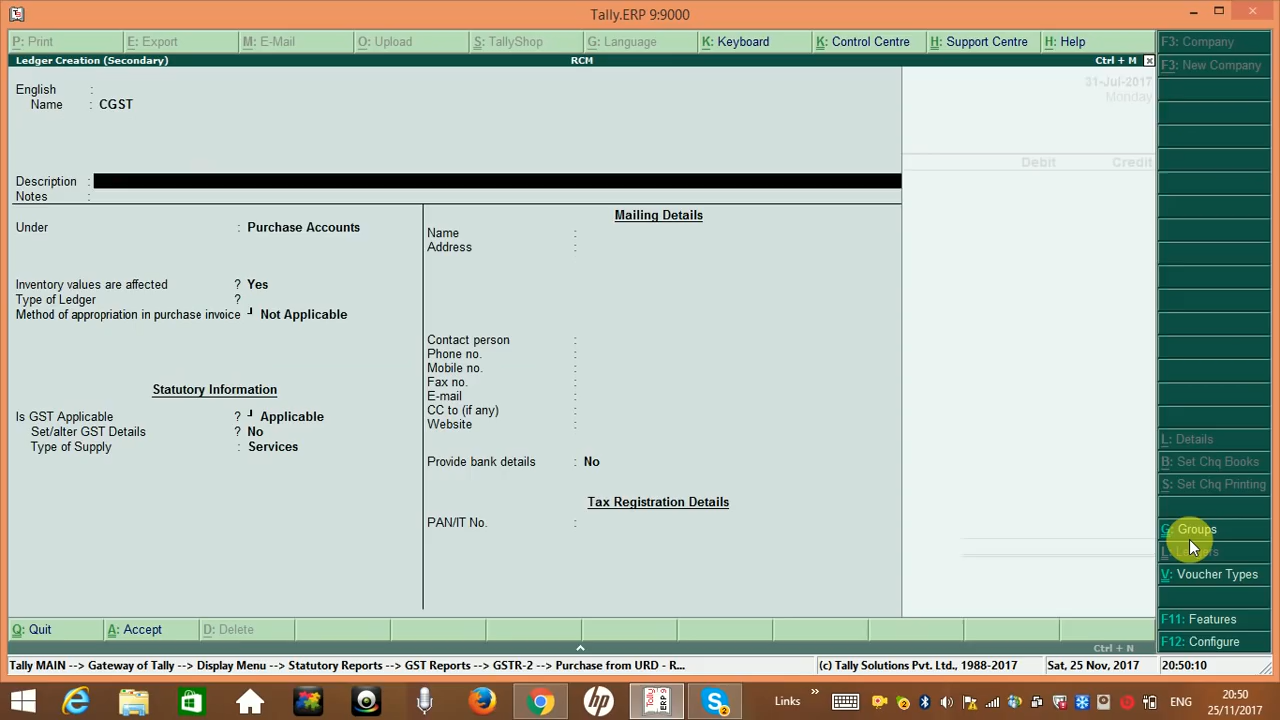 Tally.ERP 9:9000
P: Print E: Export M: E-Mail O: Upload S: TallyShop G: Language K: Keyboard K: Control Centre H: Support Centre H: Help F3: Company
Ledger Creation (Secondary) RCM Ctrl + M
F3: New Company
English :
Name : CGST
31-Jul-2017
Monday
Debit Credit
Description :
Notes :
Under : Purchase Accounts
Inventory values are affected ? Yes
Type of Ledger ?
Method of appropriation in purchase invoice ┘ Not Applicable
Statutory Information
Is GST Applicable ? ┘ Applicable
Set/alter GST Details ? No
Type of Supply : Services
Mailing Details
Name :
Address :
Contact person :
Phone no. :
Mobile no. :
Fax no. :
E-mail :
CC to (if any) :
Website :
Provide bank details : No
Tax Registration Details
PAN/IT No. :
L: Details
B: Set Chq Books
S: Set Chq Printing
G: Groups
V: Voucher Types
F11: Features
F12: Configure
Q: Quit A: Accept D: Delete
Ctrl + N
Tally MAIN --> Gateway of Tally --> Display Menu --> Statutory Reports --> GST Reports --> GSTR-2 --> Purchase from URD - R... (c) Tally Solutions Pvt. Ltd., 1988-2017 Sat, 25 Nov, 2017 20:50:10
Links ENG 20:50
25/11/2017